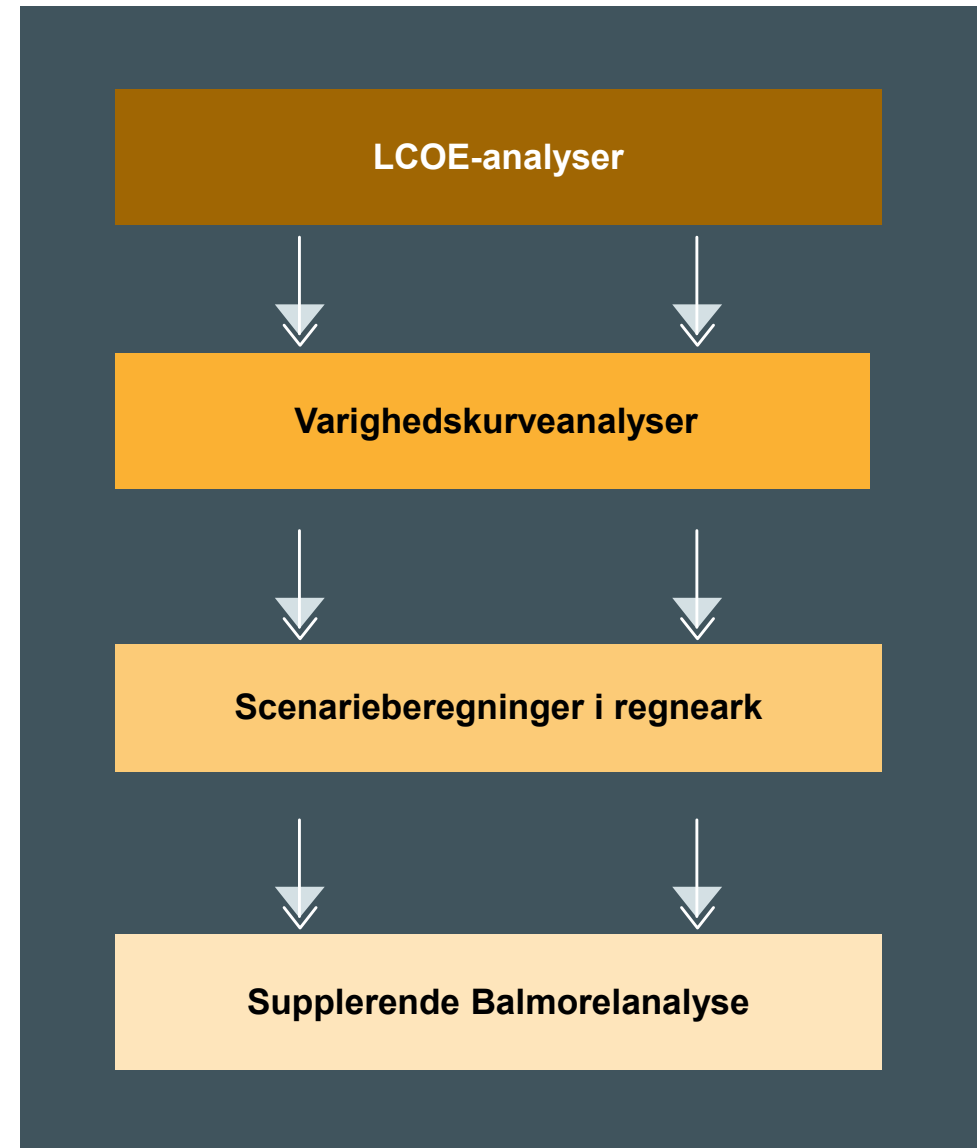 LCOE-analyser
Varighedskurveanalyser
Scenarieberegninger i regneark
Supplerende Balmorelanalyse